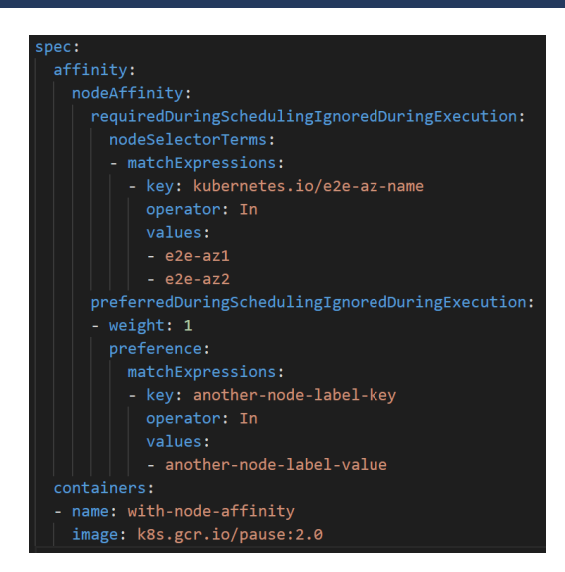 spec:
  affinity:
    nodeAffinity:
      requiredDuringSchedulingIgnoredDuringExecution:
        nodeSelectorTerms:
        - matchExpressions:
          - key: kubernetes.io/e2e-az-name
            operator: In
            values:
            - e2e-az1
            - e2e-az2
      preferredDuringSchedulingIgnoredDuringExecution:
      - weight: 1
        preference:
          matchExpressions:
          - key: another-node-label-key
            operator: In
            values:
            - another-node-label-value
  containers:
  - name: with-node-affinity
    image: k8s.gcr.io/pause:2.0